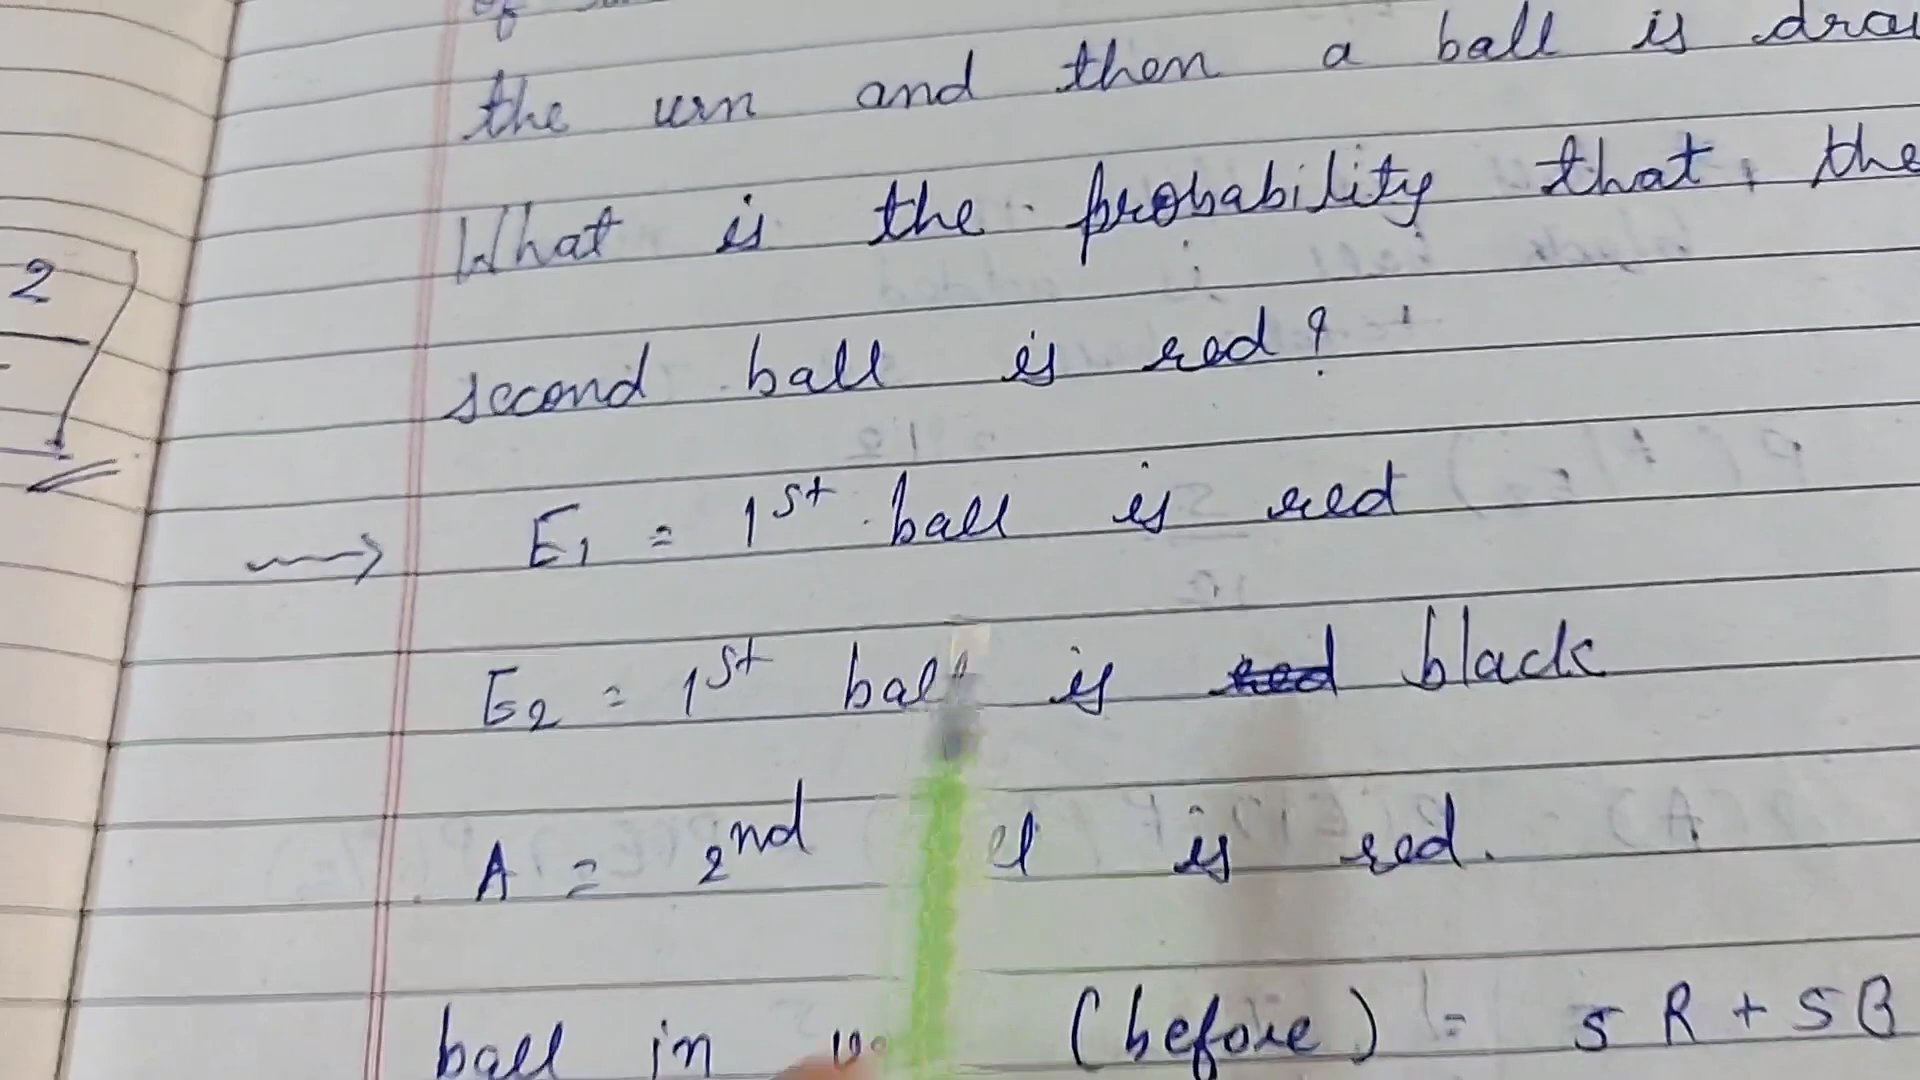 of
the urn and then a ball is
What is the probability that, the
second ball is red?
E1 = 1st ball is red
E2 = 1st ball is red black
A = 2nd is red.
ball in (before) = 5 R + 5 B
2